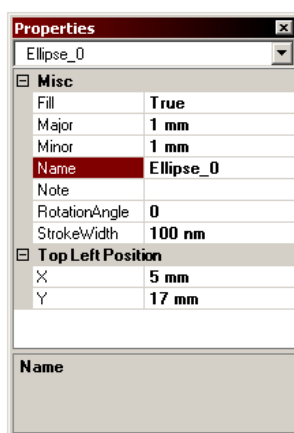 Properties
Ellipse_0
Misc
Fill True
Major 1 mm
Minor 1 mm
Name Ellipse_0
Note
RotationAngle 0
StrokeWidth 100 nm
Top Left Position
X 5 mm
Y 17 mm
Name